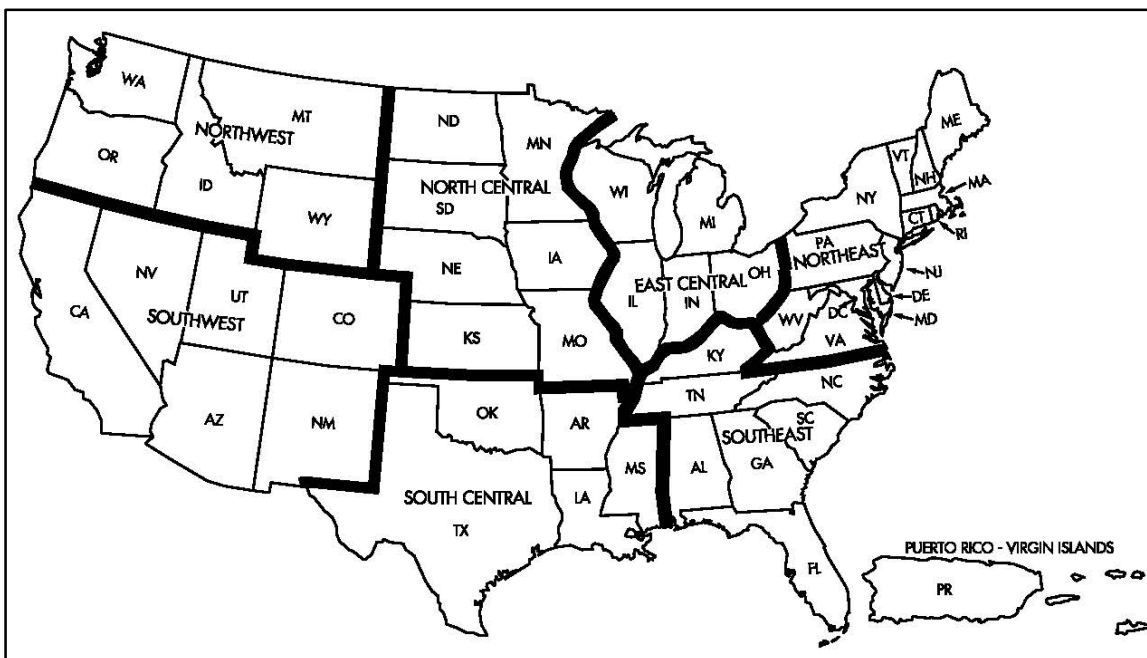 WA
MT
ND
MN
ME
NORTHWEST
OR
ID
WY
NORTH CENTRAL
SD
WI
MI
VT
NH
NY
MA
CT
RI
PA
NORTHEAST
NJ
DE
MD
NV
UT
CA
SOUTHWEST
CO
NE
IA
KS
MO
EAST CENTRAL
IL
IN
OH
WV
DC
VA
KY
AZ
NM
OK
AR
TN
NC
SC
SOUTHEAST
MS
AL
GA
SOUTH CENTRAL
TX
LA
FL
PUERTO RICO - VIRGIN ISLANDS
PR